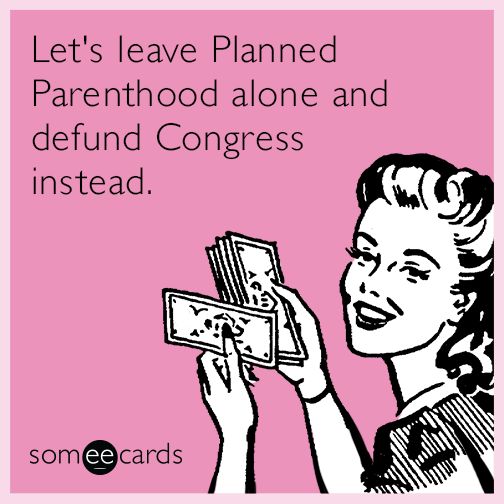 Let's leave Planned
Parenthood alone and
defund Congress
instead.
someecards